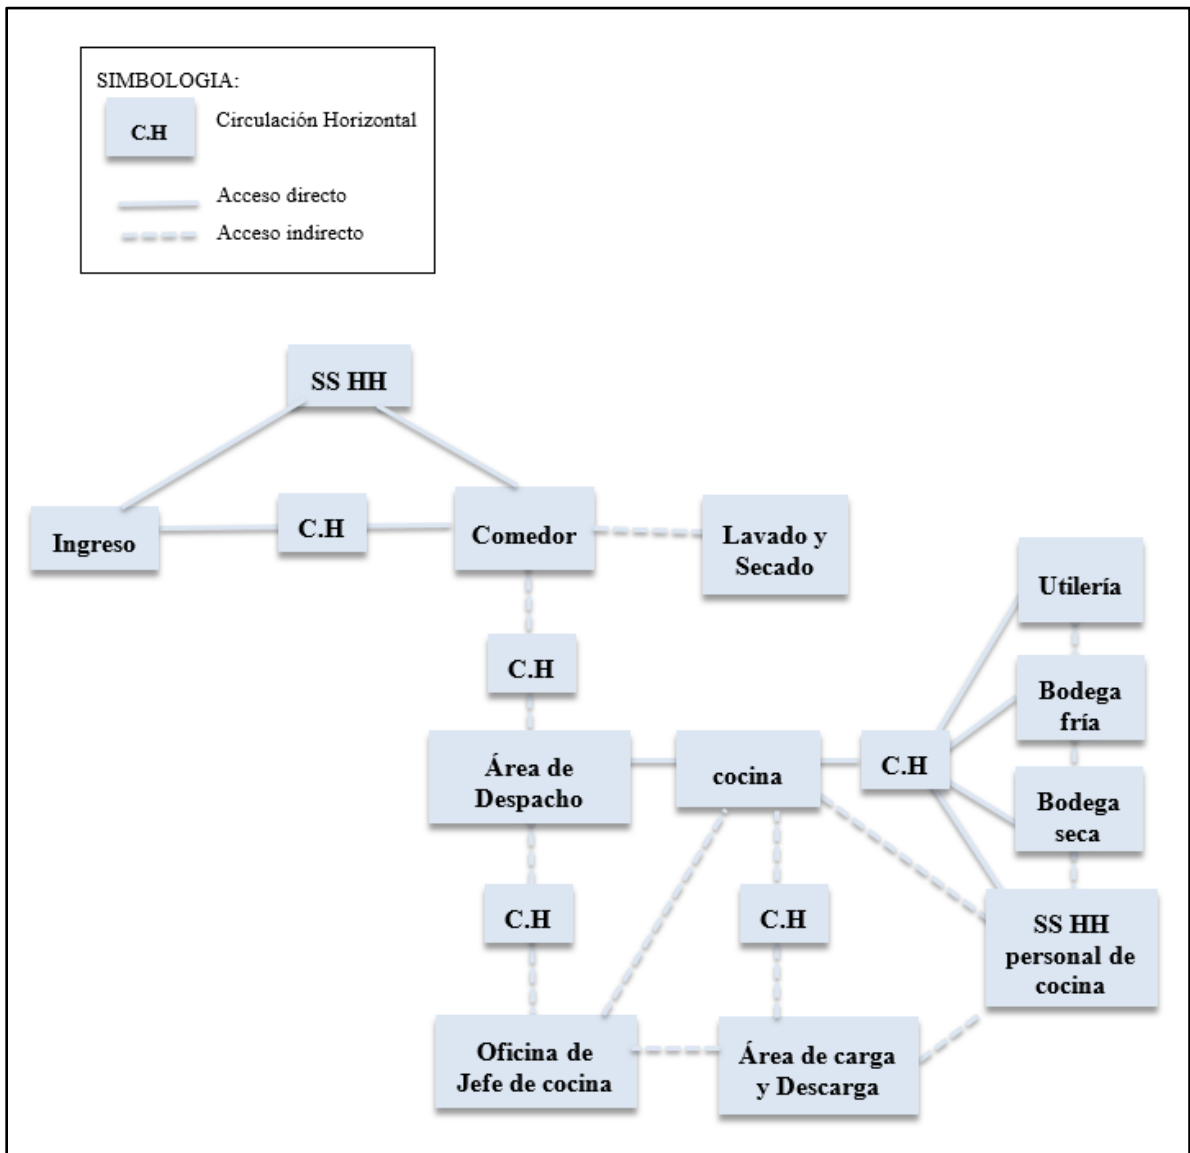 SIMBOLOGIA:
C.H
Circulación Horizontal
Acceso directo
Acceso indirecto
SS HH
Ingreso
C.H
Comedor
Lavado y
Secado
Utilería
C.H
Bodega
fría
Área de
Despacho
cocina
C.H
Bodega
seca
C.H
C.H
SS HH
personal de
cocina
Oficina de
Jefe de cocina
Área de carga
y Descarga